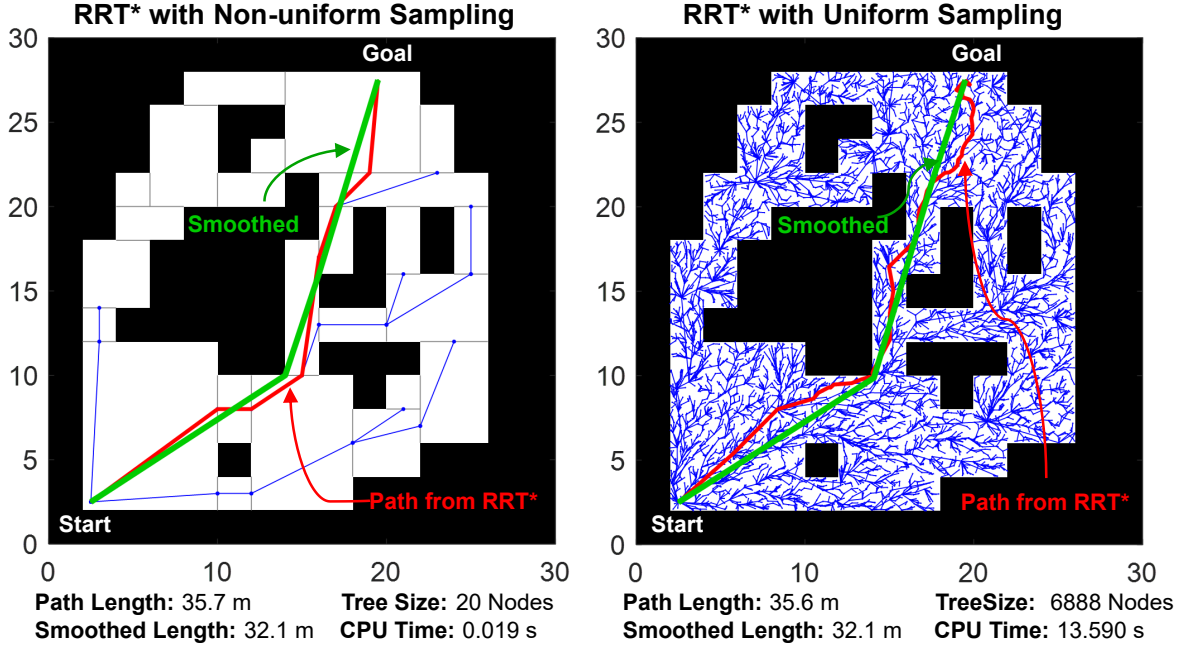 RRT* with Non-uniform Sampling
30
25
20
15
10
5
0
0 10 20 30
Goal
Smoothed
Path from RRT*
Start
Path Length: 35.7 m Tree Size: 20 Nodes
Smoothed Length: 32.1 m CPU Time: 0.019 s
RRT* with Uniform Sampling
30
25
20
15
10
5
0
0 10 20 30
Goal
Smoothed
Path from RRT*
Start
Path Length: 35.6 m TreeSize: 6888 Nodes
Smoothed Length: 32.1 m CPU Time: 13.590 s